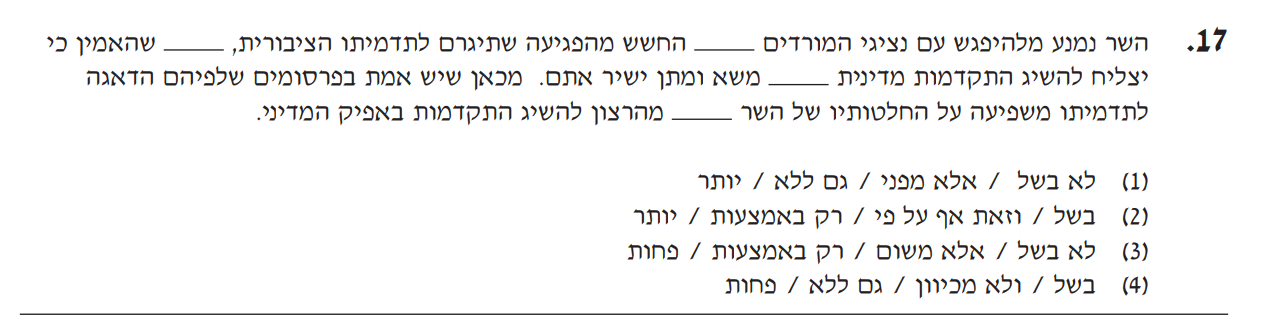 17. השר נמנע מלהיפגש עם נציגי המורדים _____ החשש מהפגיעה שתיגרם לתדמיתו הציבורית, _____ שהאמין כי
יצליח להשיג התקדמות מדינית _____ משא ומתן ישיר אתם. מכאן שיש אמת בפרסומים שלפיהם הדאגה
לתדמיתו משפיעה על החלטותיו של השר _____ מהרצון להשיג התקדמות באפיק המדיני.
(1) לא בשל / אלא מפני / גם ללא / יותר
(2) בשל / וזאת אף על פי / רק באמצעות / יותר
(3) לא בשל / אלא משום / רק באמצעות / פחות
(4) בשל / ולא מכיוון / גם ללא / פחות